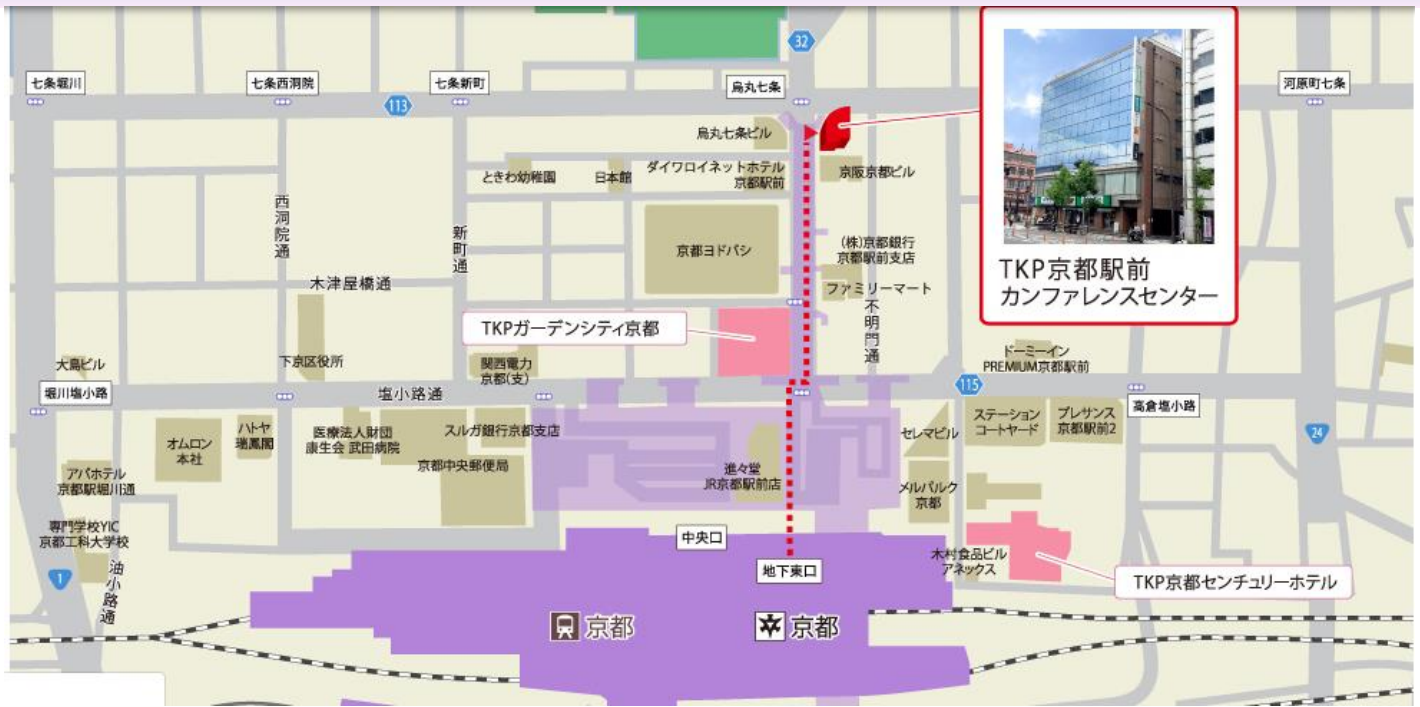 32
七条堀川
七条西洞院
七条新町
烏丸七条
河原町七条
113
烏丸七条ビル
ときわ幼稚園
日本館
ダイワロイネットホテル
京都駅前
京阪京都ビル
TKP京都駅前
カンファレンスセンター
西洞院通
新町通
京都ヨドバシ
(株)京都銀行
京都駅前支店
ファミリーマート
不明門通
木津屋橋通
TKPガーデンシティ京都
大島ビル
下京区役所
関西電力
京都(支)
ドーミーイン
PREMIUM京都駅前
堀川塩小路
塩小路通
115
高倉塩小路
オムロン
本社
ハトヤ
瑞鳳閣
医療法人財団
康生会 武田病院
スルガ銀行京都支店
京都中央郵便局
進々堂
JR京都駅前店
セレマビル
ステーション
コートヤード
プレサンス
京都駅前2
24
アパホテル
京都駅堀川通
メルパルク
京都
専門学校YIC
京都工科大学校
中央口
地下東口
木村食品ビル
アネックス
TKP京都センチュリーホテル
1
油小路通
京都
京都